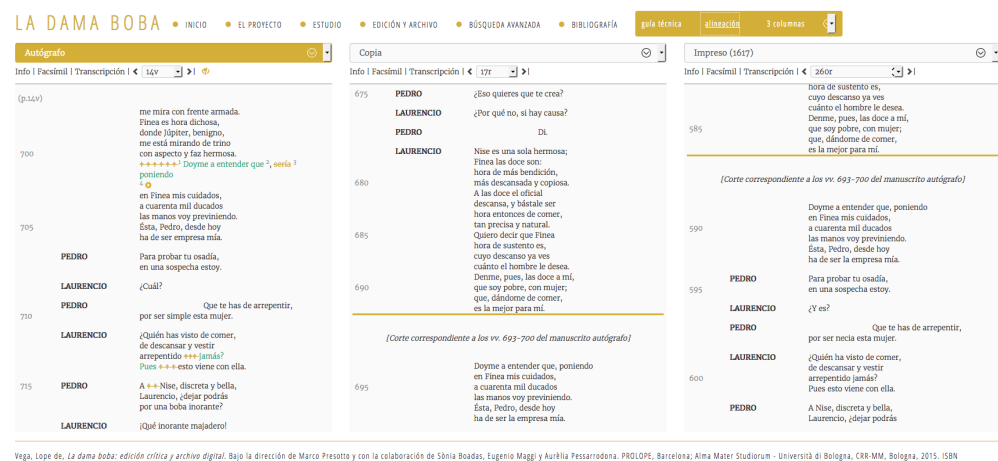 LA DAMA BOBA
INICIO
EL PROYECTO
ESTUDIO
EDICIÓN Y ARCHIVO
BÚSQUEDA AVANZADA
BIBLIOGRAFÍA
guía técnica
alineación
3 columnas
Autógrafo
Info | Facsímil | Transcripción | 14v
(p.14v)
me mira con frente armada.
Finea es hora dichosa,
donde Júpiter, benigno,
me está mirando de trino
700 con aspecto y faz hermosa.
++++++¹ Doyme a entender que ², sería ³
poniendo
4
en Finea mis cuidados,
a cuarenta mil ducados
las manos voy previniendo.
705 Ésta, Pedro, desde hoy
ha de ser empresa mía.
PEDRO Para probar tu osadía,
en una sospecha estoy.
LAURENCIO ¿Cuál?
PEDRO Que te has de arrepentir,
710 por ser simple esta mujer.
LAURENCIO ¿Quién has visto de comer,
de descansar y vestir
arrepentido +++jamás?
Pues +++esto viene con ella.
715 PEDRO A ++Nise, discreta y bella,
Laurencio, ¿dejar podrás
por una boba inorante?
LAURENCIO ¡Qué inorante majadero!
Copia
Info | Facsímil | Transcripción | 17r
675 PEDRO ¿Eso quieres que te crea?
LAURENCIO ¿Por qué no, si hay causa?
PEDRO Di.
LAURENCIO Nise es una sola hermosa;
Finea las doce son:
hora de más bendición,
680 más descansada y copiosa.
A las doce el oficial
descansa, y bástale ser
hora entonces de comer,
tan precisa y natural.
685 Quiero decir que Finea
hora de sustento es,
cuyo descanso ya ves
cuánto el hombre le desea.
Denme, pues, las doce a mí,
690 que soy pobre, con mujer;
que, dándome de comer,
es la mejor para mí.
[Corte correspondiente a los vv. 693-700 del manuscrito autógrafo]
Doyme a entender que, poniendo
en Finea mis cuidados,
695 a cuarenta mil ducados
las manos voy previniendo.
Ésta, Pedro, desde hoy
ha de ser la empresa mía.
Impreso (1617)
Info | Facsímil | Transcripción | 260r
hora de sustento es,
cuyo descanso ya ves
cuanto el hombre le desea.
585 Denme, pues, las doce a mí,
que soy pobre, con mujer;
que, dándome de comer,
es la mejor para mí.
[Corte correspondiente a los vv. 693-700 del manuscrito autógrafo]
Doyme a entender que, poniendo
590 en Finea mis cuidados,
a cuarenta mil ducados
las manos voy previniendo.
Ésta, Pedro, desde hoy
ha de ser la empresa mía.
PEDRO Para probar tu osadía,
595 en una sospecha estoy.
LAURENCIO ¿Y es?
PEDRO Que te has de arrepentir,
por ser necia esta mujer.
LAURENCIO ¿Quién ha visto de comer,
de descansar y vestir
600 arrepentido jamás?
Pues esto viene con ella.
PEDRO A Nise, discreta y bella,
Laurencio, ¿dejar podrás
Vega, Lope de, La dama boba: edición crítica y archivo digital. Bajo la dirección de Marco Presotto y con la colaboración de Sònia Boadas, Eugenio Maggi y Aurèlia Pessarrodona. PROLOPE, Barcelona; Alma Mater Studiorum - Università di Bologna, CRR-MM, Bologna, 2015. ISBN